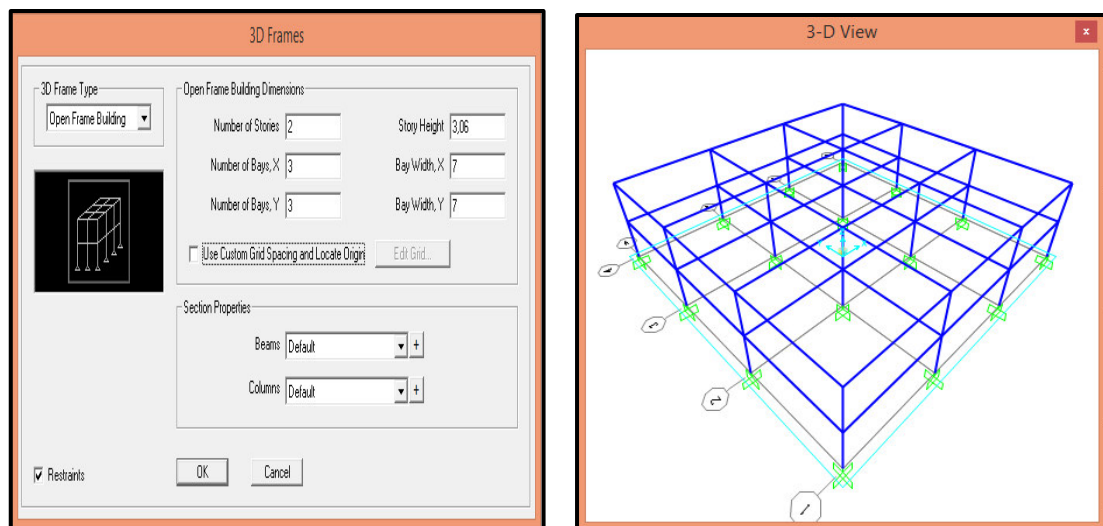 3D Frames
3D Frame Type
Open Frame Building
Open Frame Building Dimensions
Number of Stories 2
Story Height 3,06
Number of Bays, X 3
Bay Width, X 7
Number of Bays, Y 3
Bay Width, Y 7
Use Custom Grid Spacing and Locate Origin
Edit Grid...
Section Properties
Beams Default +
Columns Default +
Restraints
OK
Cancel
3-D View
x
2
1